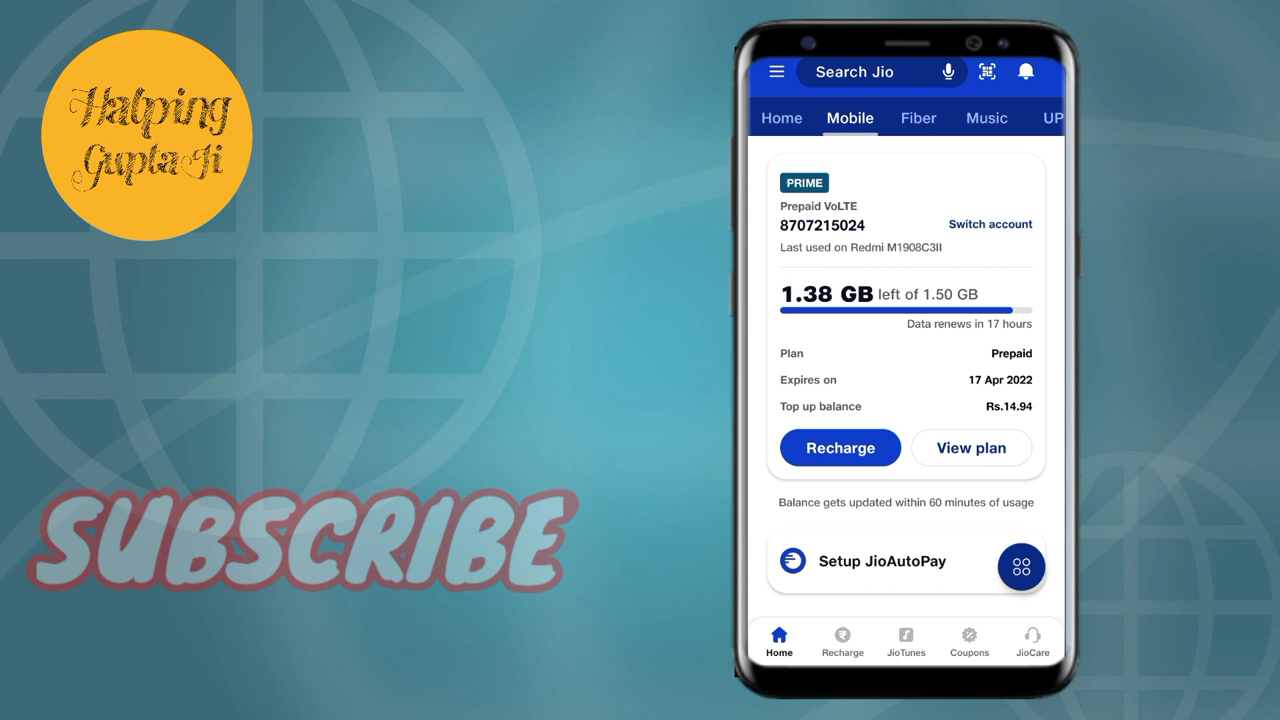 Halping
Gupta Ji
SUBSCRIBE
Search Jio
Home Mobile Fiber Music UP
PRIME
Prepaid VoLTE
8707215024 Switch account
Last used on Redmi M1908C3II
1.38 GB left of 1.50 GB
Data renews in 17 hours
Plan Prepaid
Expires on 17 Apr 2022
Top up balance Rs.14.94
Recharge View plan
Balance gets updated within 60 minutes of usage
Setup JioAutoPay
Home Recharge JioTunes Coupons JioCare